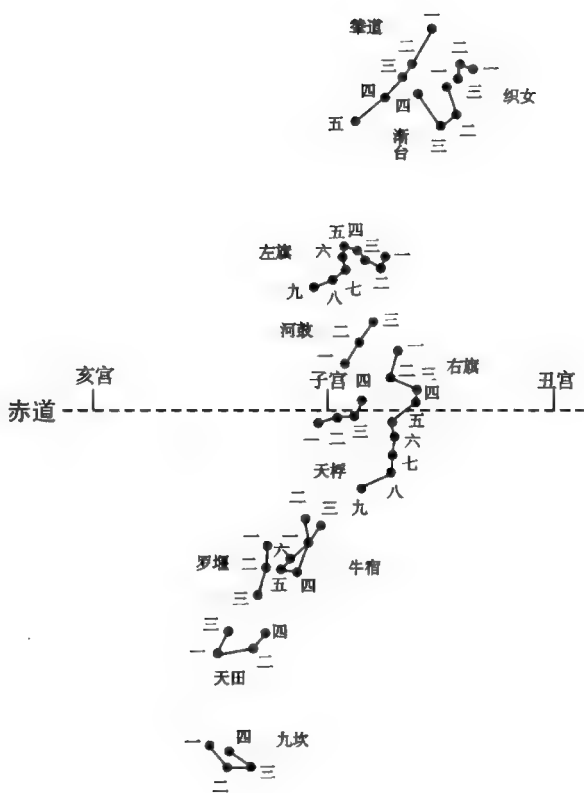 辇道
一
二
三
四
五
织女
一
二
三
渐台
一
二
三
四
左旗
一
二
三
四
五
六
七
八
九
河鼓
一
二
三
右旗
一
二
三
四
五
六
七
八
九
亥宫
子宫
丑宫
赤道
天桴
一
二
三
四
牛宿
一
二
三
四
五
六
罗堰
一
二
三
天田
一
二
三
四
九坎
一
二
三
四